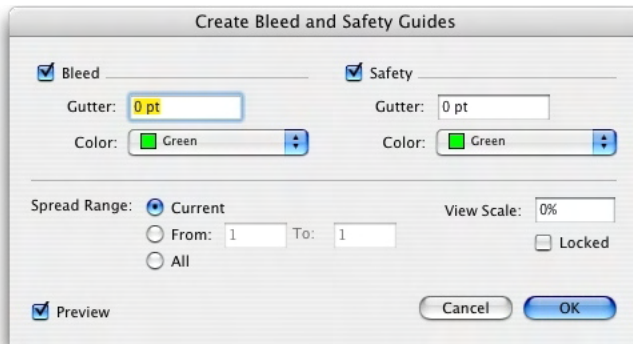 Create Bleed and Safety Guides
Bleed
Safety
Gutter: 0 pt
Gutter: 0 pt
Color: Green
Color: Green
Spread Range: Current
View Scale: 0%
From: 1 To: 1
Locked
All
Preview
Cancel
OK